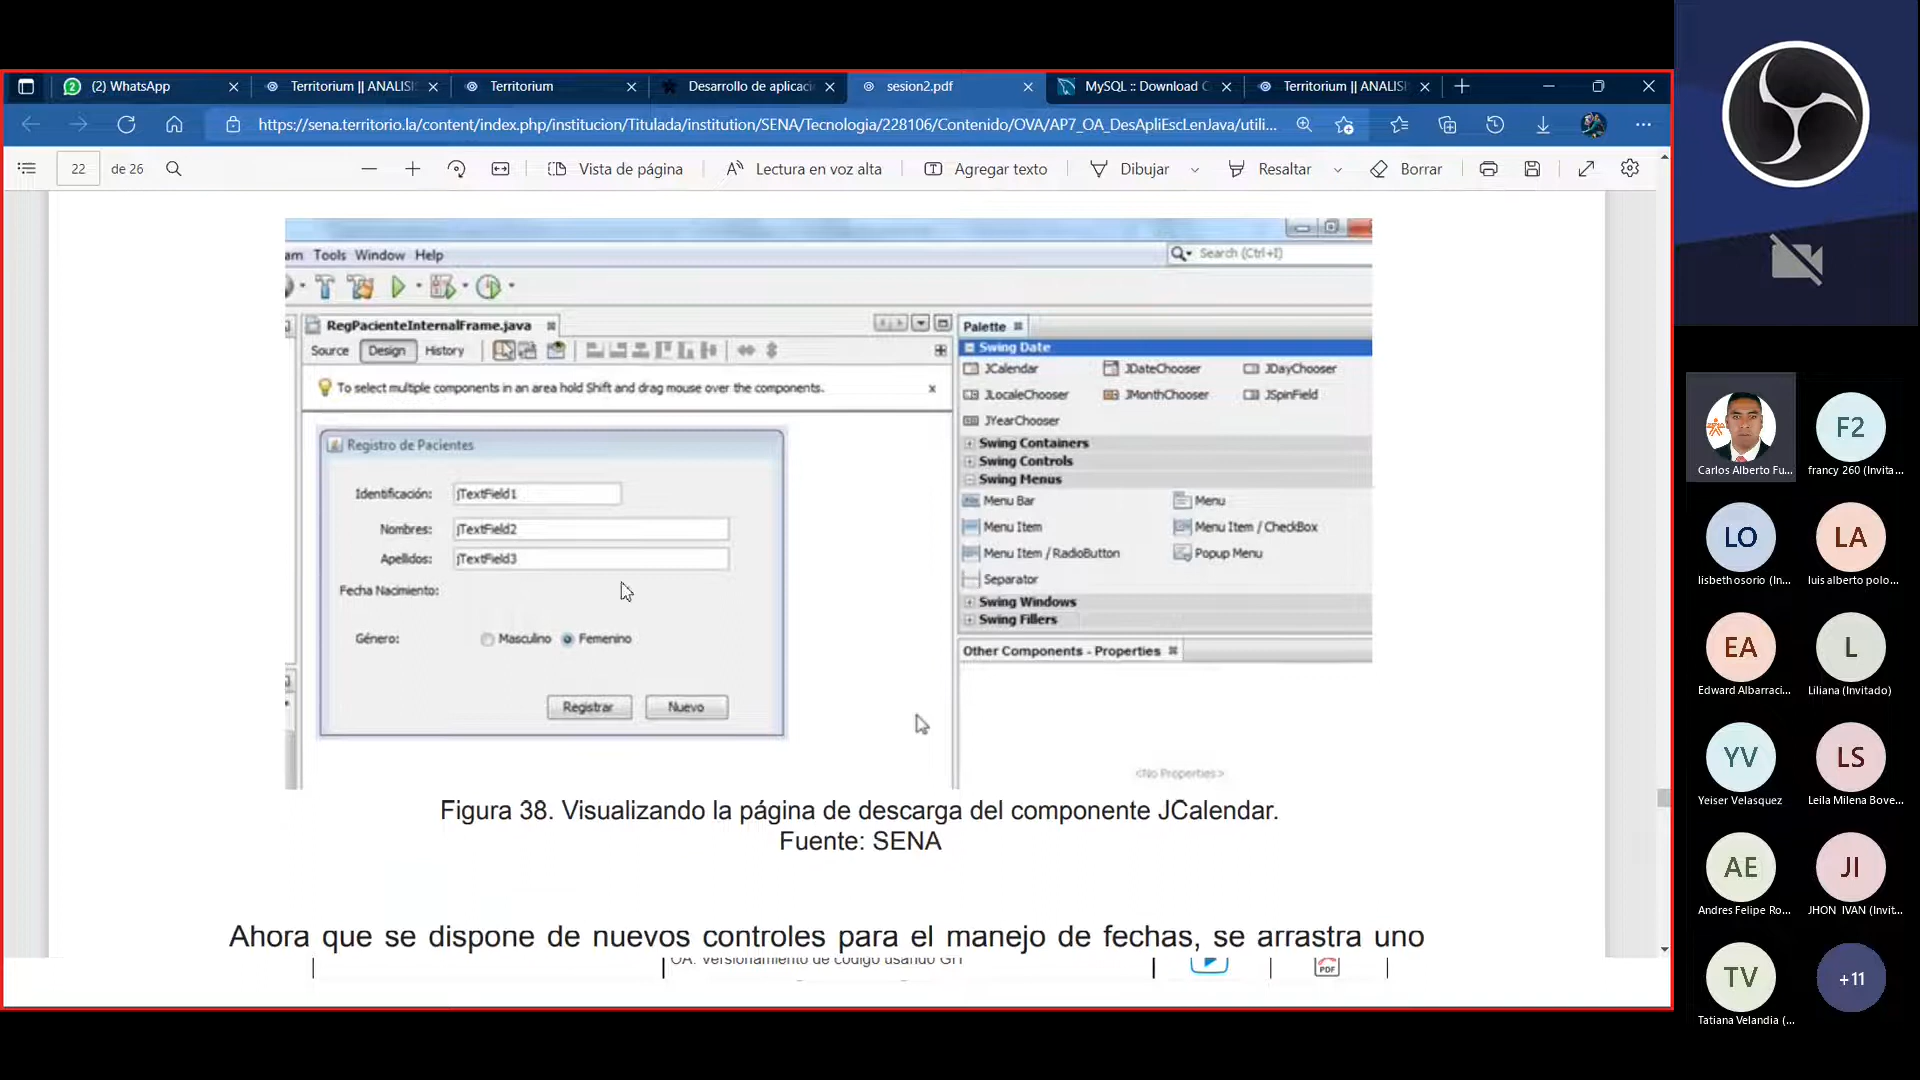 (2) WhatsApp
Territorium || ANALISI
Territorium
Desarrollo de aplicaci
sesion2.pdf
MySQL :: Download C
Territorium || ANALISI
https://sena.territorio.la/content/index.php/institucion/Titulada/institution/SENA/Tecnologia/228106/Contenido/OVA/AP7_OA_DesApliEscLenJava/utili...
22 de 26
Vista de página
Lectura en voz alta
Agregar texto
Dibujar
Resaltar
Borrar
am Tools Window Help
Search (Ctrl+I)
RegPacienteInternalFrame.java
Source Design History
To select multiple components in an area hold Shift and drag mouse over the components.
Registro de Pacientes
Identificación: jTextField1
Nombres: jTextField2
Apellidos: jTextField3
Fecha Nacimiento:
Género: Masculino Femenino
Registrar Nuevo
Palette
Swing Date
JCalendar JDateChooser JDayChooser
JLocaleChooser JMonthChooser JSpinField
JYearChooser
Swing Containers
Swing Controls
Swing Menus
Menu Bar Menu
Menu Item Menu Item / CheckBox
Menu Item / RadioButton Popup Menu
Separator
Swing Windows
Swing Fillers
Other Components - Properties
<No Properties>
Figura 38. Visualizando la página de descarga del componente JCalendar.
Fuente: SENA
Ahora que se dispone de nuevos controles para el manejo de fechas, se arrastra uno
OA. Versionamiento de código usando GIT
PDF
Carlos Alberto Fu...
F2
francy 260 (Invita...
LO
lisbeth osorio (In...
LA
luis alberto polo...
EA
Edward Albarraci...
L
Liliana (Invitado)
YV
Yeiser Velasquez
LS
Leila Milena Bove...
AE
Andres Felipe Ro...
JI
JHON IVAN (Invit...
TV
Tatiana Velandia (...
+11